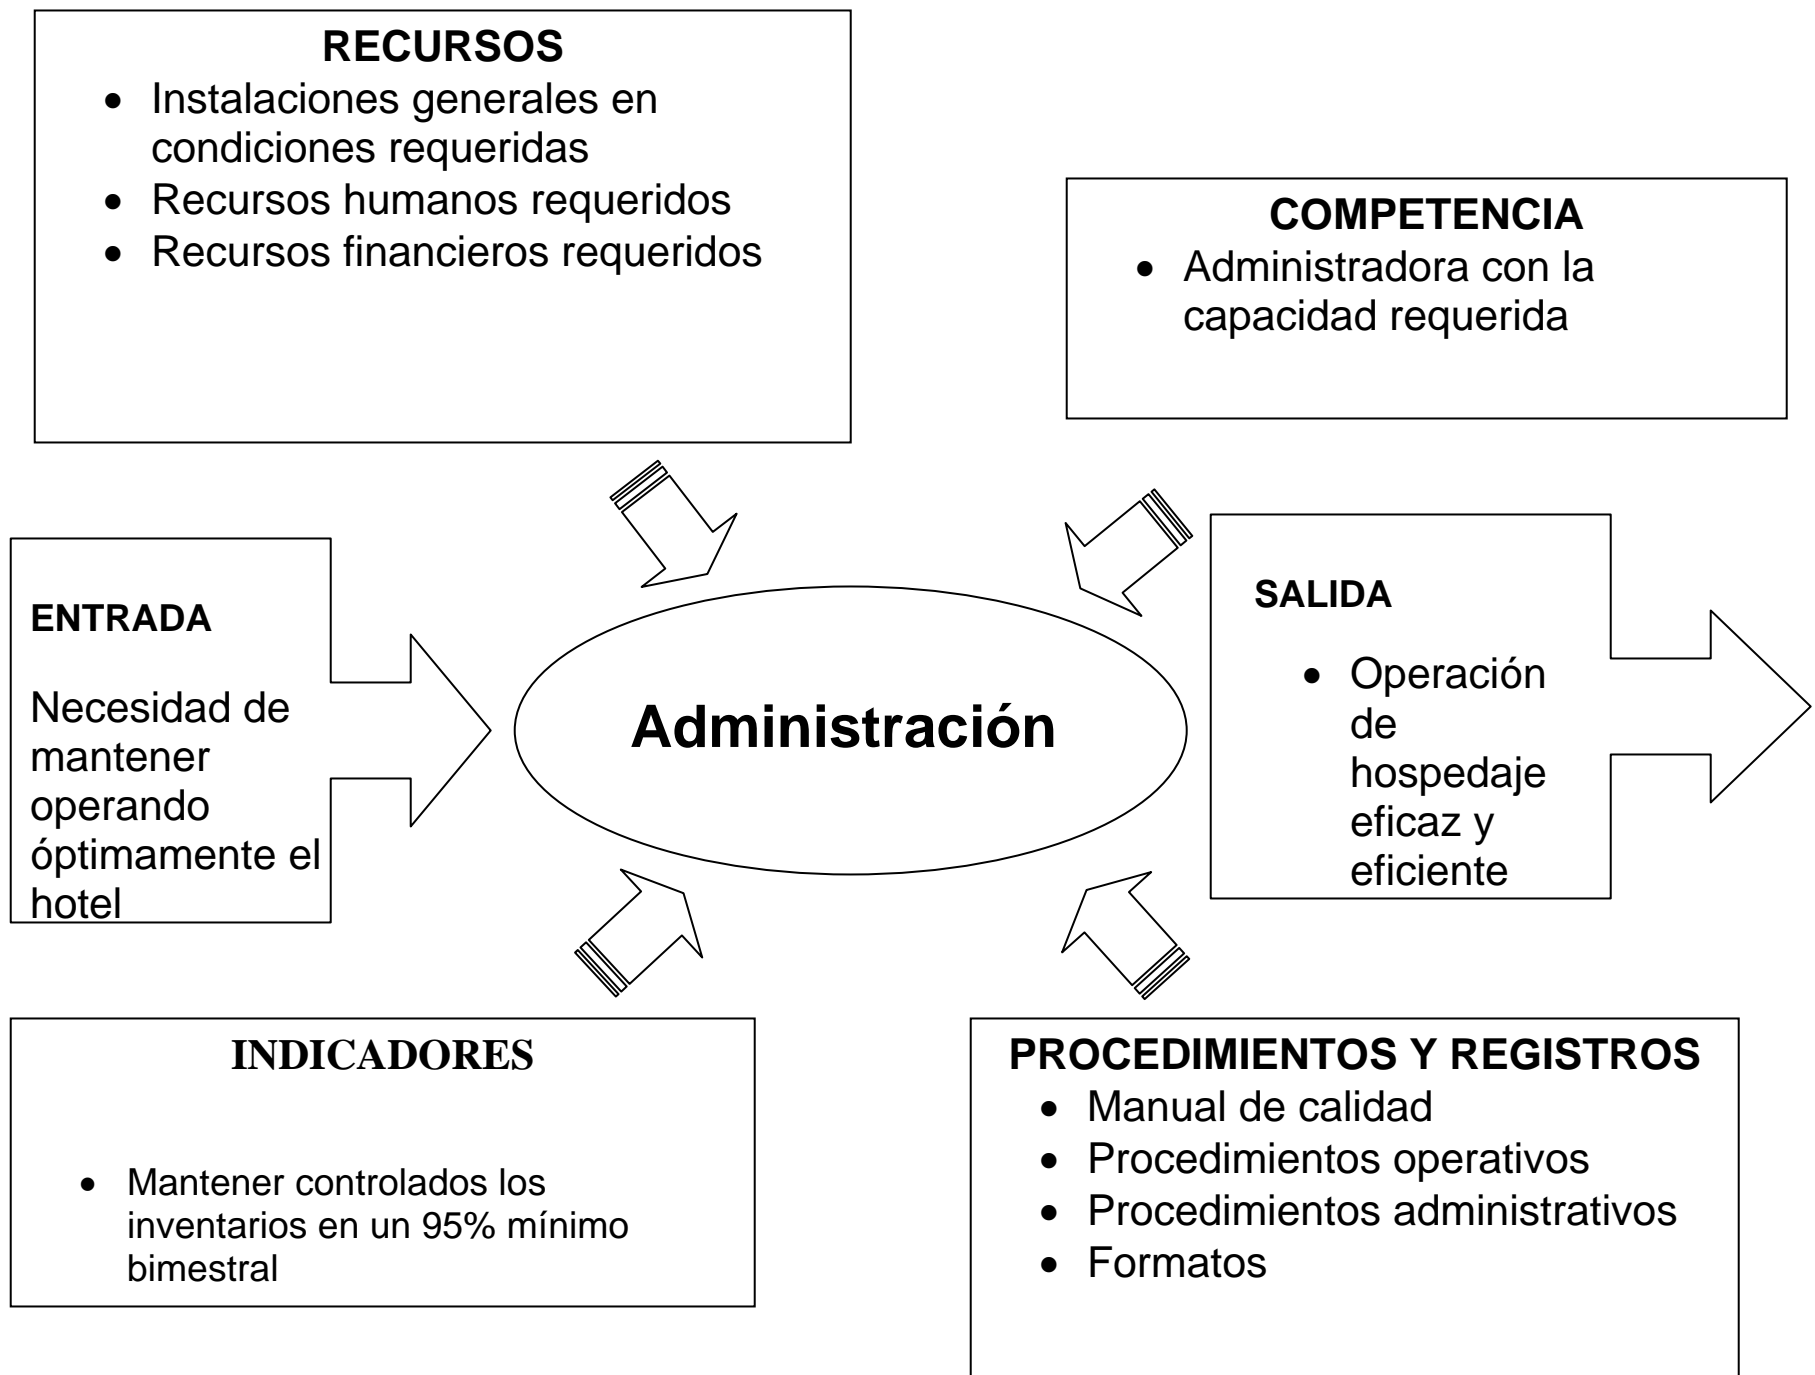 RECURSOS
• Instalaciones generales en
condiciones requeridas
• Recursos humanos requeridos
• Recursos financieros requeridos
COMPETENCIA
• Administradora con la
capacidad requerida
ENTRADA
Necesidad de
mantener
operando
óptimamente el
hotel
Administración
SALIDA
• Operación
de
hospedaje
eficaz y
eficiente
INDICADORES
• Mantener controlados los
inventarios en un 95% mínimo
bimestral
PROCEDIMIENTOS Y REGISTROS
• Manual de calidad
• Procedimientos operativos
• Procedimientos administrativos
• Formatos